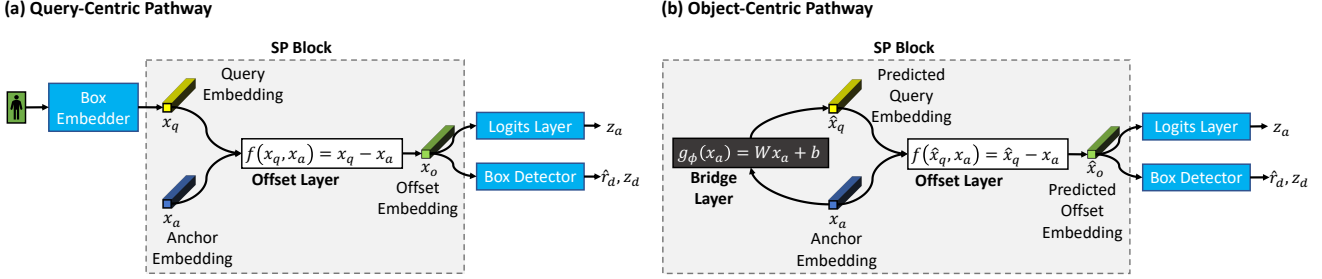 (a) Query-Centric Pathway
SP Block
Query
Embedding
Box
Embedder
x_q
f(x_q, x_a) = x_q − x_a
Offset Layer
x_o
Offset
Embedding
x_a
Anchor
Embedding
Logits Layer
z_a
Box Detector
r̂_d, z_d
(b) Object-Centric Pathway
SP Block
Predicted
Query
Embedding
x̂_q
g_ϕ(x_a) = Wx_a + b
Bridge
Layer
f(x̂_q, x_a) = x̂_q − x_a
Offset Layer
x̂_o
Predicted
Offset
Embedding
x_a
Anchor
Embedding
Logits Layer
z_a
Box Detector
r̂_d, z_d